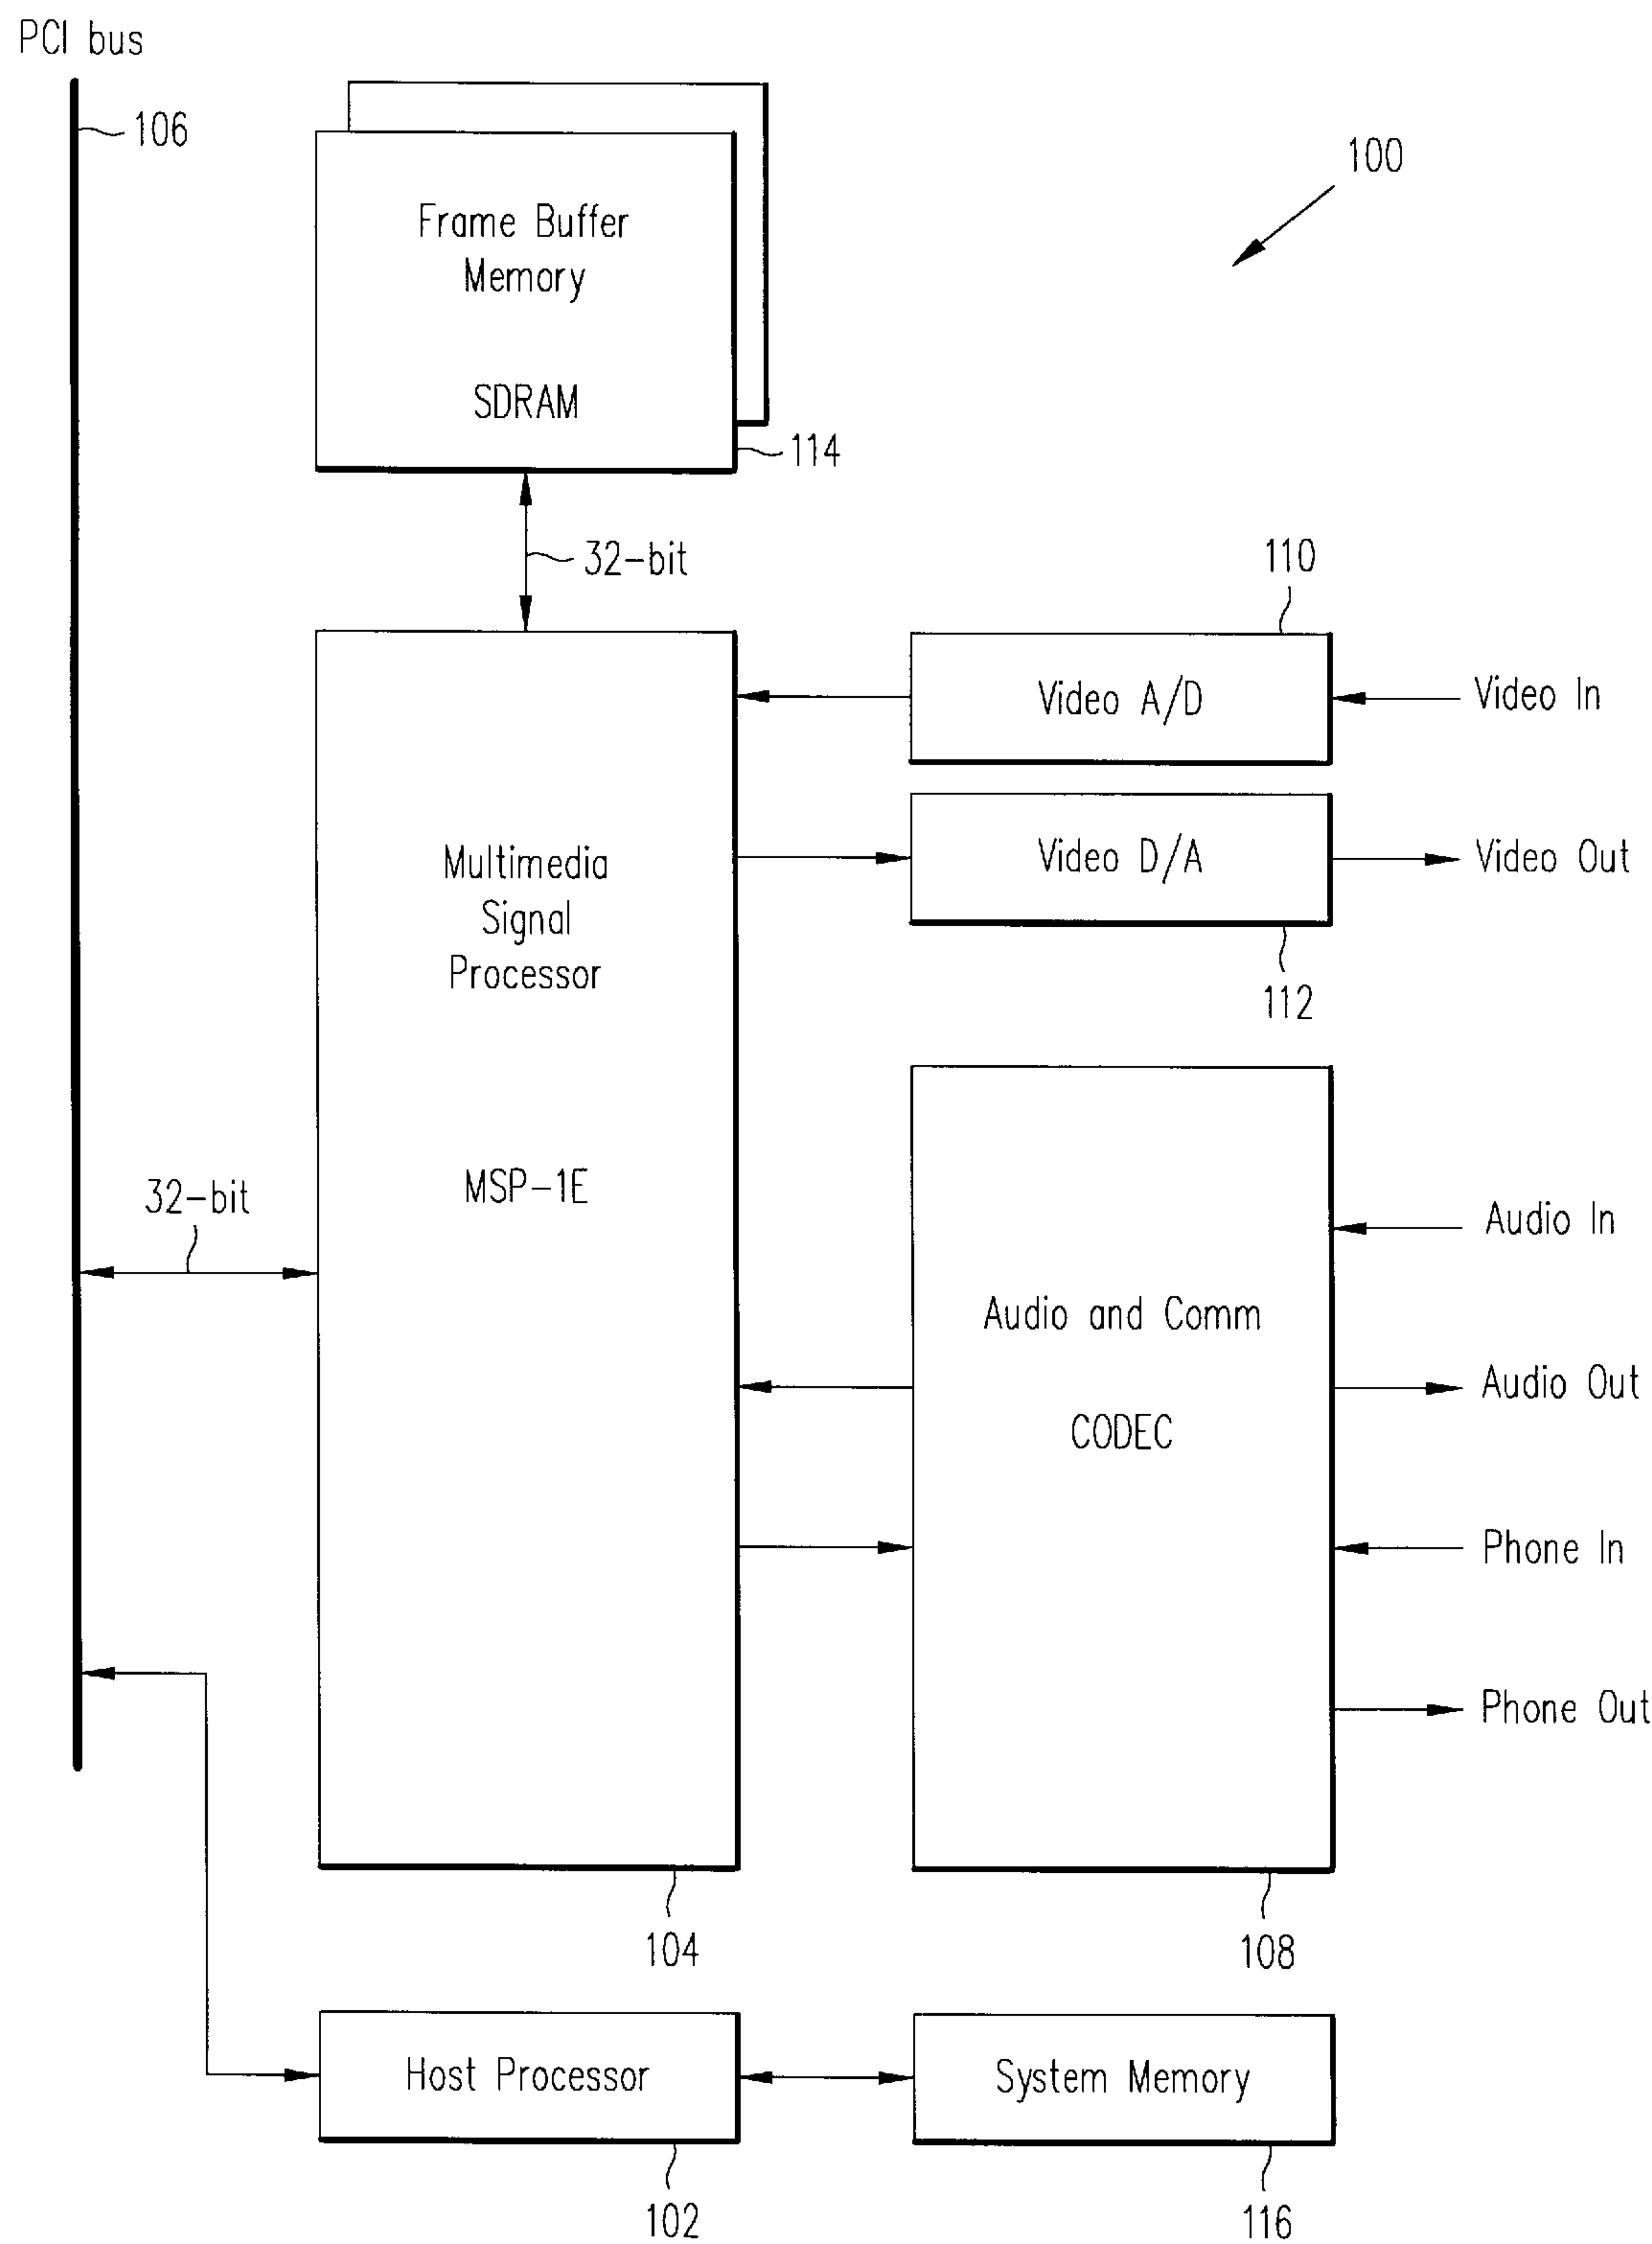 PCI bus
106
100
Frame Buffer
Memory
SDRAM
114
32-bit
110
Video A/D
Video In
Video D/A
Video Out
112
Multimedia
Signal
Processor
MSP-1E
32-bit
Audio In
Audio and Comm
CODEC
Audio Out
Phone In
Phone Out
104
108
Host Processor
System Memory
102
116